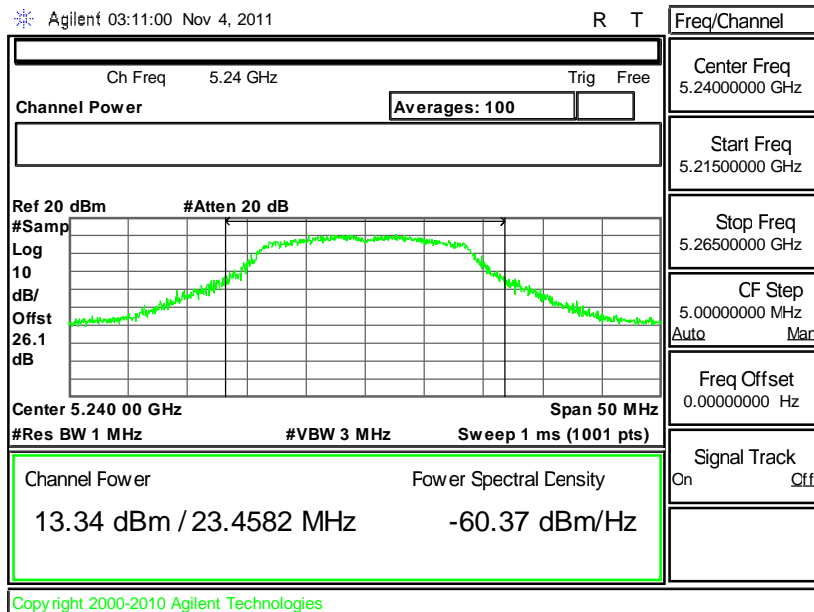 Agilent 03:11:00 Nov 4, 2011 R T
Ch Freq 5.24 GHz Trig Free
Channel Power Averages: 100
Ref 20 dBm #Atten 20 dB
#Samp
Log
10
dB/
Offst
26.1
dB
Center 5.240 00 GHz Span 50 MHz
#Res BW 1 MHz #VBW 3 MHz Sweep 1 ms (1001 pts)
Channel Fower Fower Spectral Censity
13.34 dBm / 23.4582 MHz -60.37 dBm/Hz
Copyright 2000-2010 Agilent Technologies
Freq/Channel
Center Freq
5.24000000 GHz
Start Freq
5.21500000 GHz
Stop Freq
5.26500000 GHz
CF Step
5.00000000 MHz
Auto Man
Freq Offset
0.00000000 Hz
Signal Track
On Off